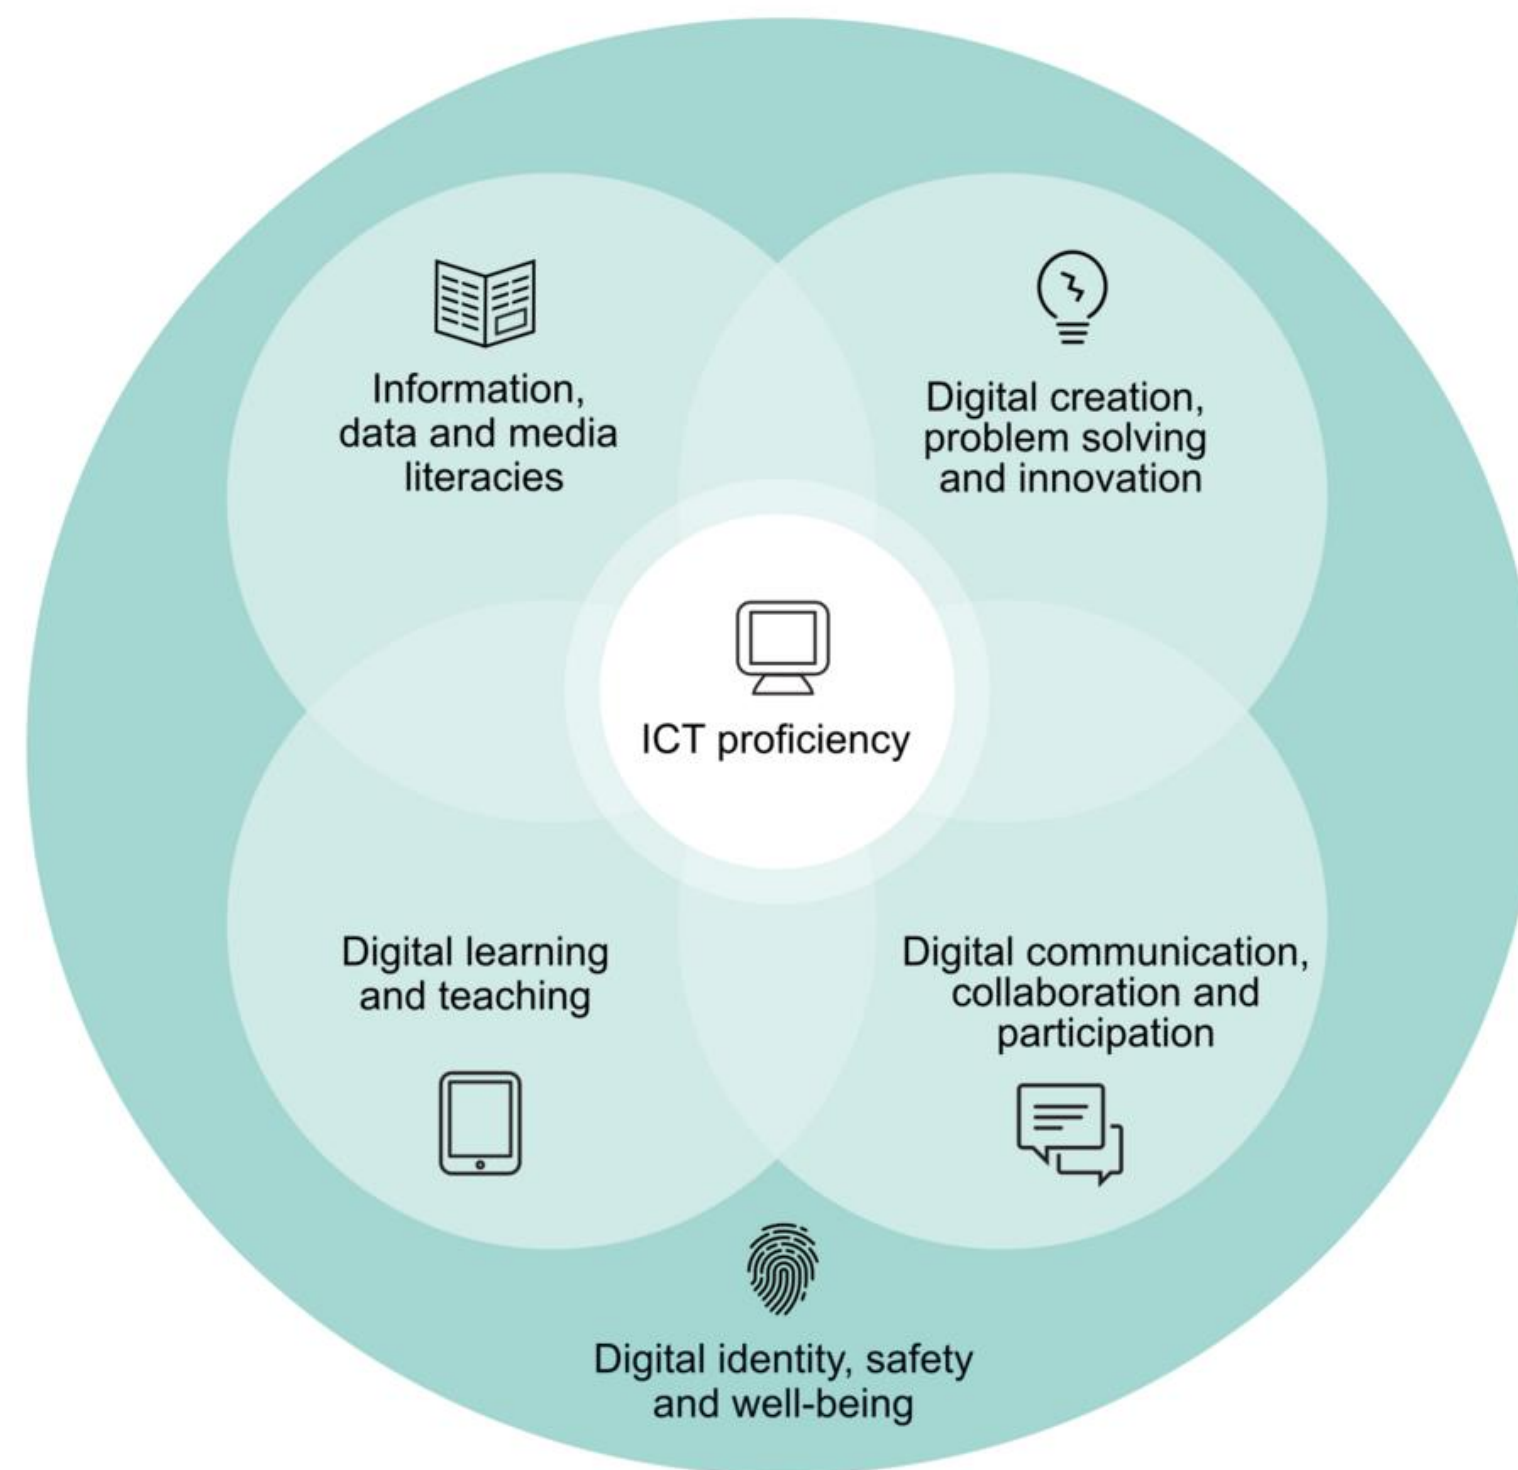 Information,
data and media
literacies
Digital creation,
problem solving
and innovation
ICT proficiency
Digital learning
and teaching
Digital communication,
collaboration and
participation
Digital identity, safety
and well-being